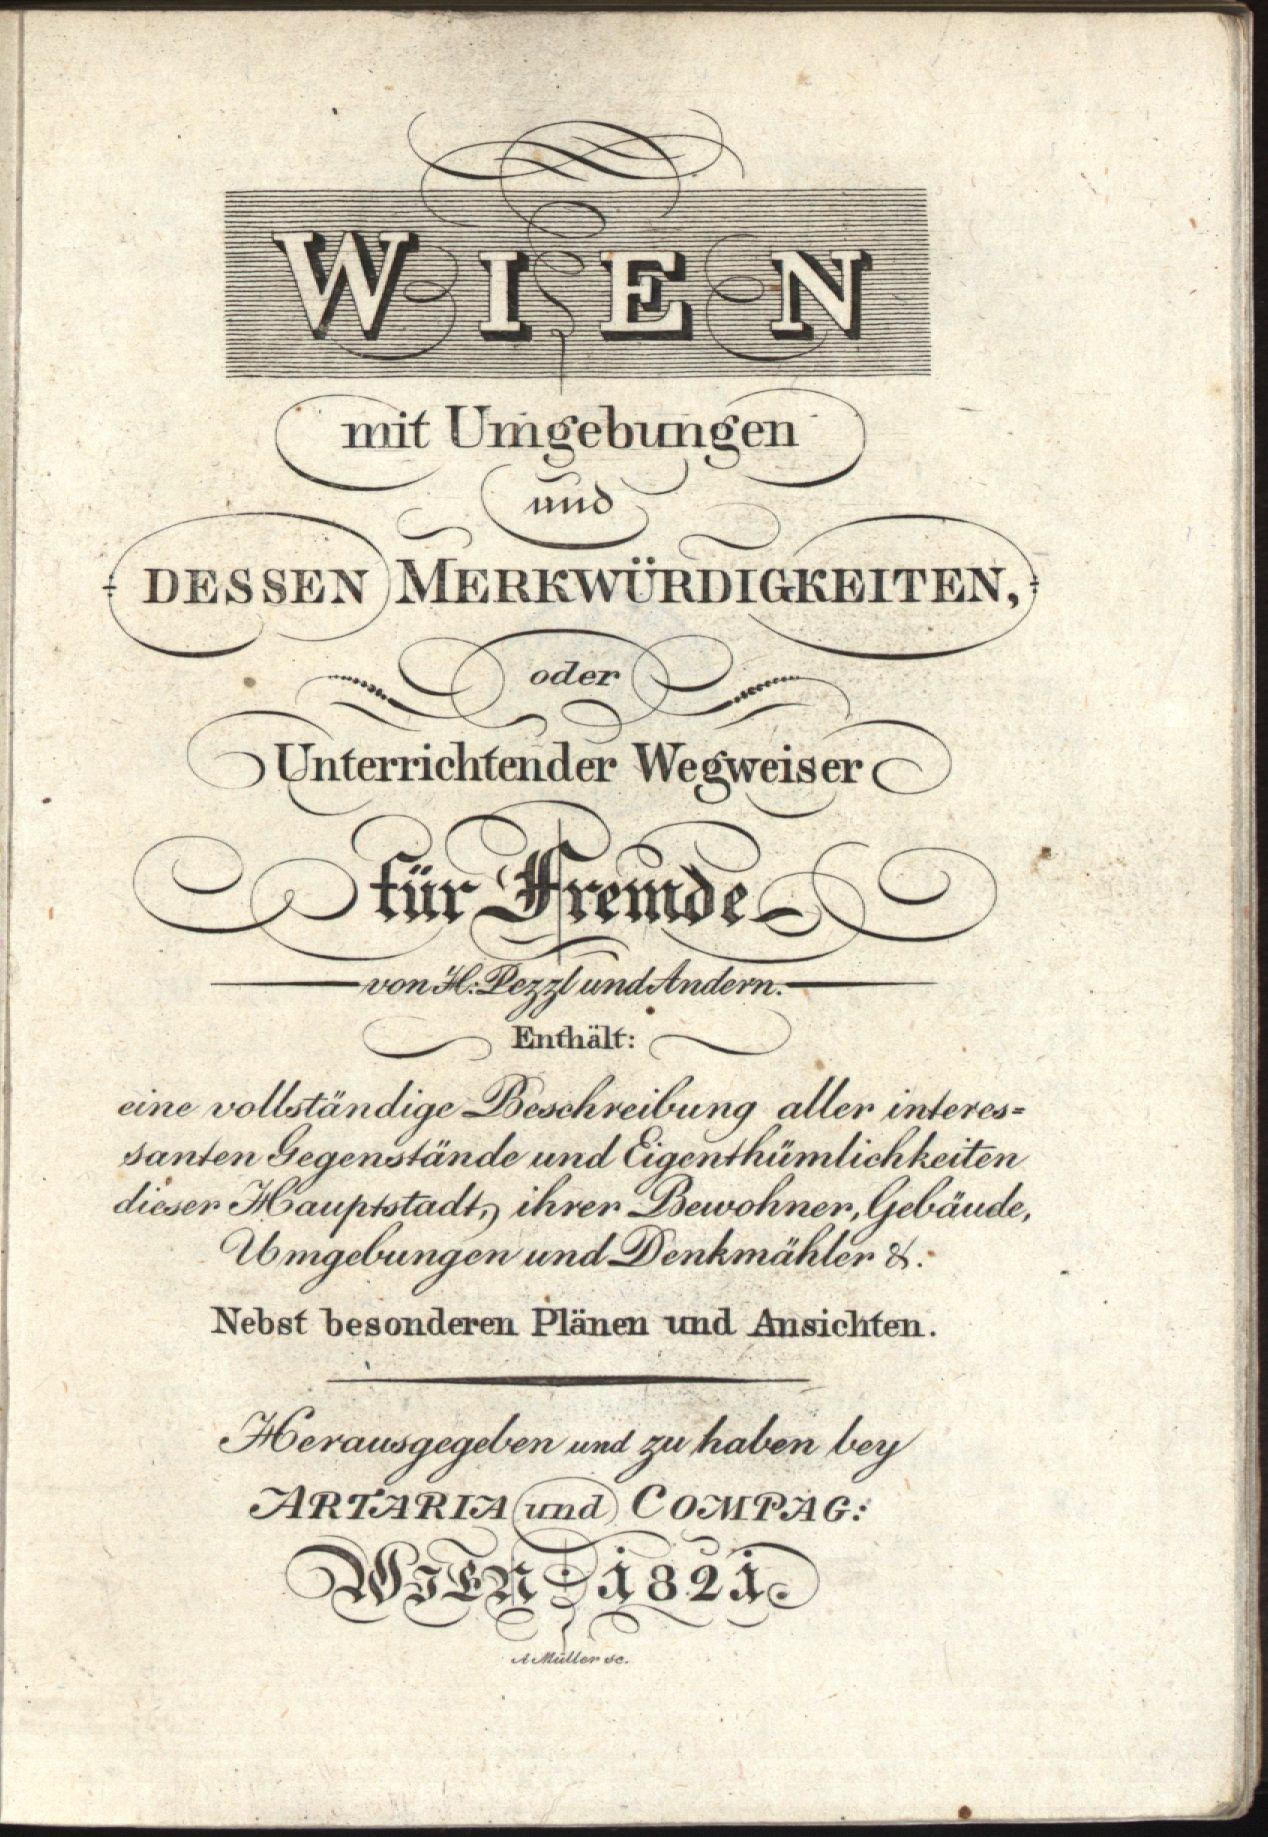 WIEN
mit Umgebungen
und
DESSEN MERKWÜRDIGKEITEN,
oder
Unterrichtender Wegweiser
für Fremde
von H: Pezzl und Andern.
Enthält:
eine vollständige Beschreibung aller interes=
santen Gegenstände und Eigenthümlichkeiten
dieser Hauptstadt, ihrer Bewohner, Gebäude,
Umgebungen und Denkmähler &.
Nebst besonderen Plänen und Ansichten.
Herausgegeben und zu haben bey
ARTARIA und COMPAG:
WIEN: 1821.
A Müller sc.